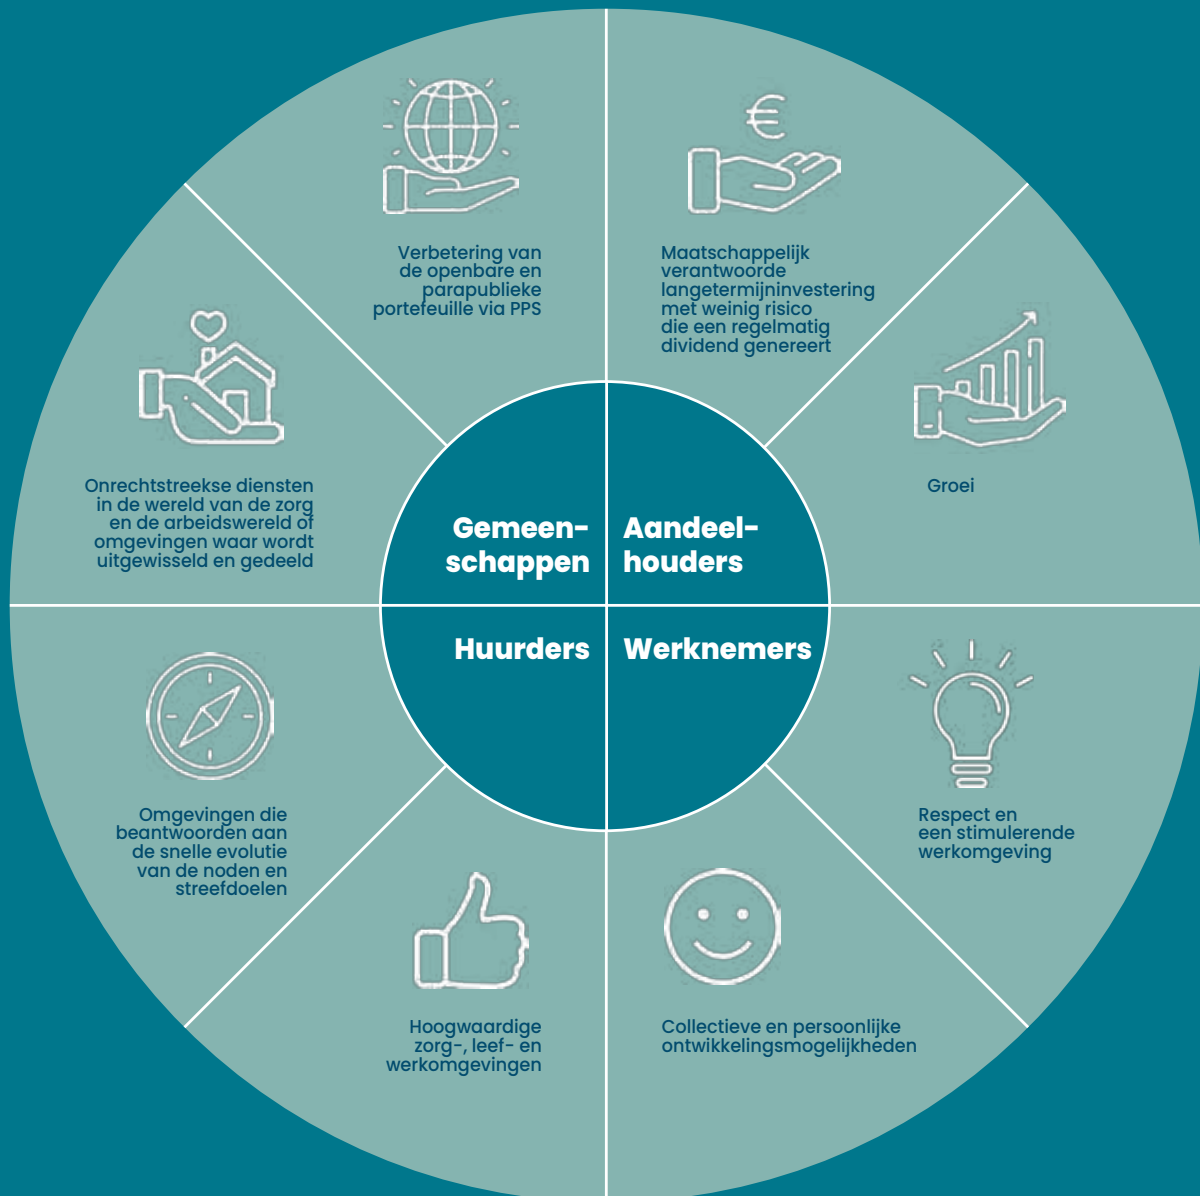 Verbetering van
de openbare en
parapublieke
portefeuille via PPS
€
Maatschappelijk
verantwoorde
langetermijninvestering
met weinig risico
die een regelmatig
dividend genereert
Onrechtstreekse diensten
in de wereld van de zorg
en de arbeidswereld of
omgevingen waar wordt
uitgewisseld en gedeeld
Groei
Gemeen-
schappen
Aandeel-
houders
Huurders
Werknemers
Omgevingen die
beantwoorden aan
de snelle evolutie
van de noden en
streefdoelen
Respect en
een stimulerende
werkomgeving
Hoogwaardige
zorg-, leef- en
werkomgevingen
Collectieve en persoonlijke
ontwikkelingsmogelijkheden